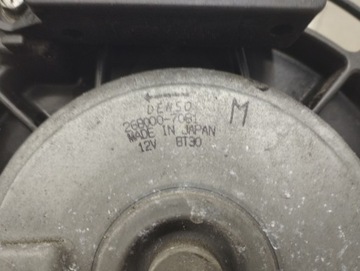 DENSO
268000-7061
M
MADE IN JAPAN
12V BT30